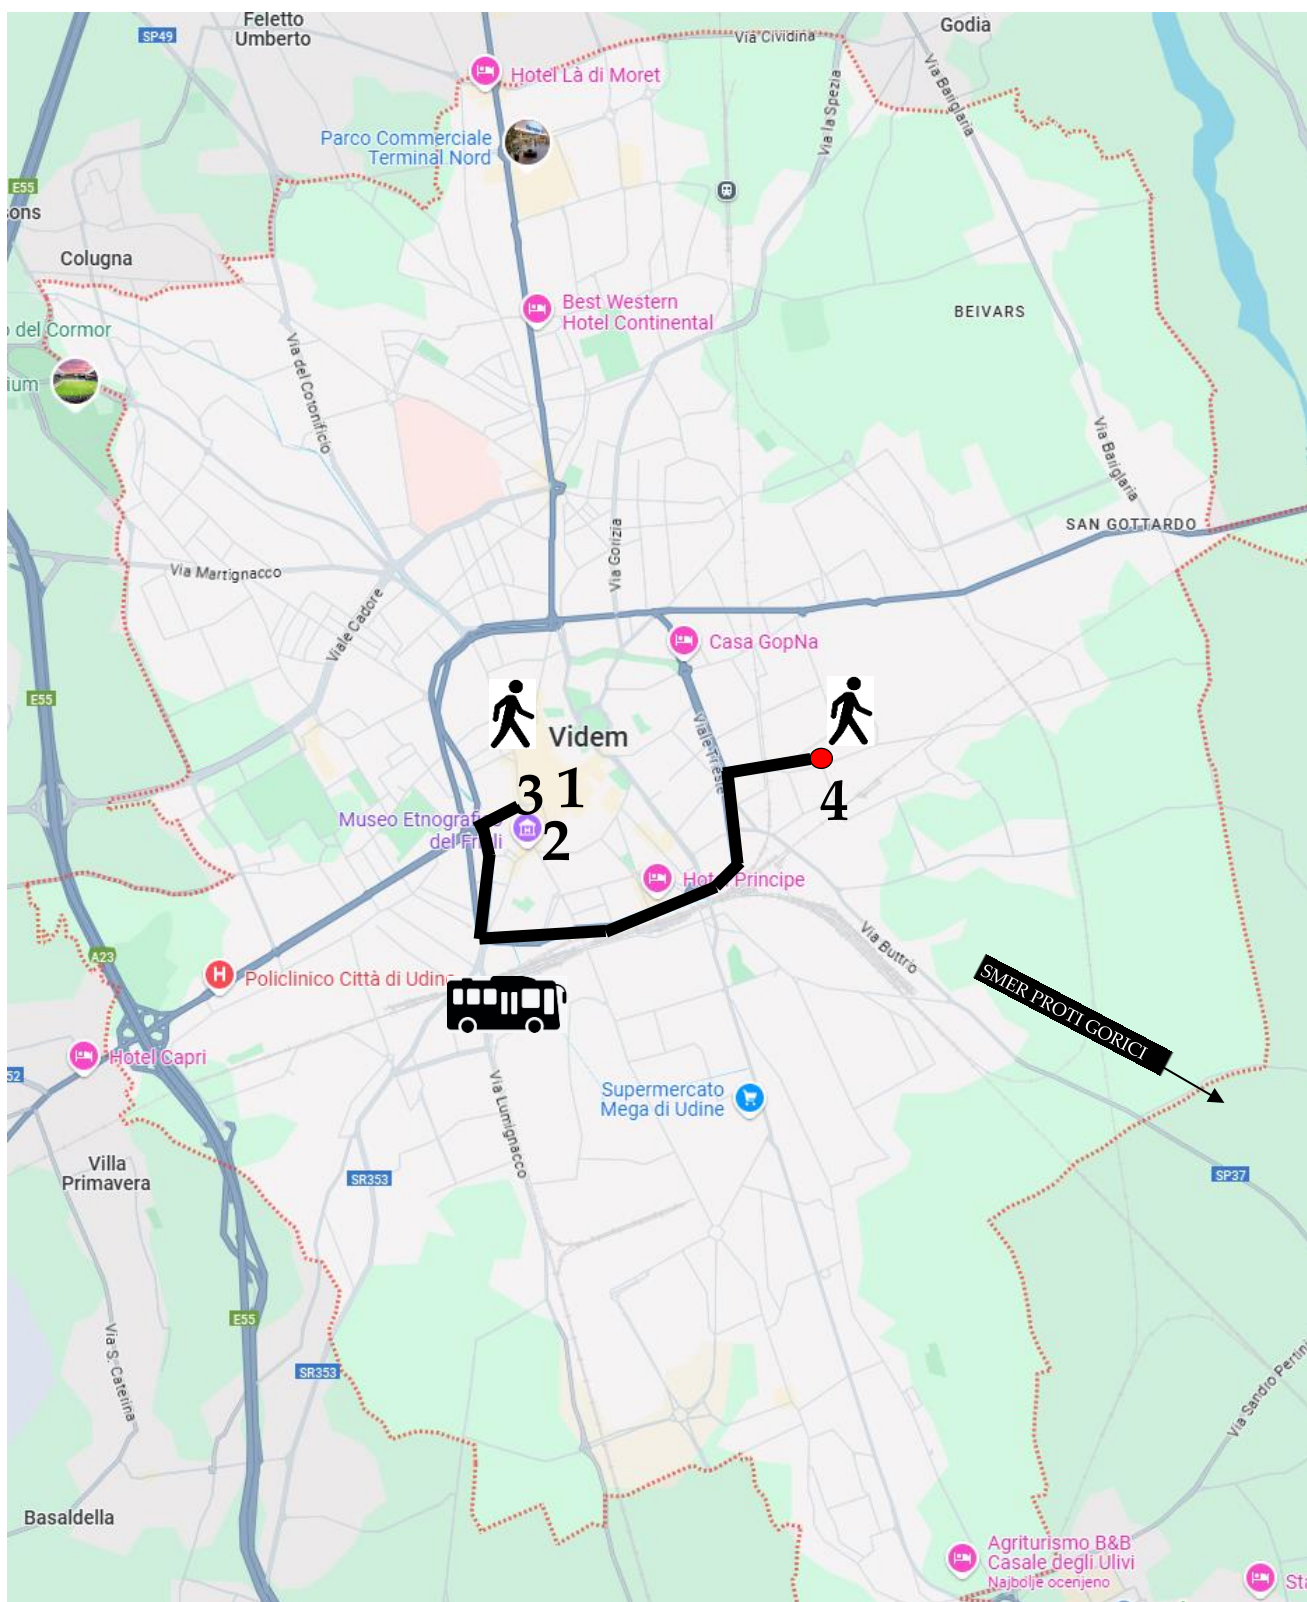 Feletto
Umberto
Godia
SP49
Via Cividina
Hotel Là di Moret
Via Bariglaria
Via la Spezia
Parco Commerciale
Terminal Nord
E55
sons
Colugna
Best Western
Hotel Continental
BEIVARS
o del Cormor
Via del Cotonificio
ium
Via Bariglaria
SAN GOTTARDO
Via Gorizia
Via Martignacco
Viale Cadore
Casa GopNa
E55
Videm
Viale Trieste
3 1
4
Museo Etnografico
del Friuli
2
Hotel Principe
Via Buttrio
A23
Policlinico Città di Udine
SMER PROTI GORICI
Hotel Capri
52
Via Lumignacco
Supermercato
Mega di Udine
Villa
Primavera
SR353
SP37
E55
Via S. Caterina
SR353
Via Sandro Pertini
Basaldella
Agriturismo B&B
Casale degli Ulivi
Najbolje ocenjeno
Sta